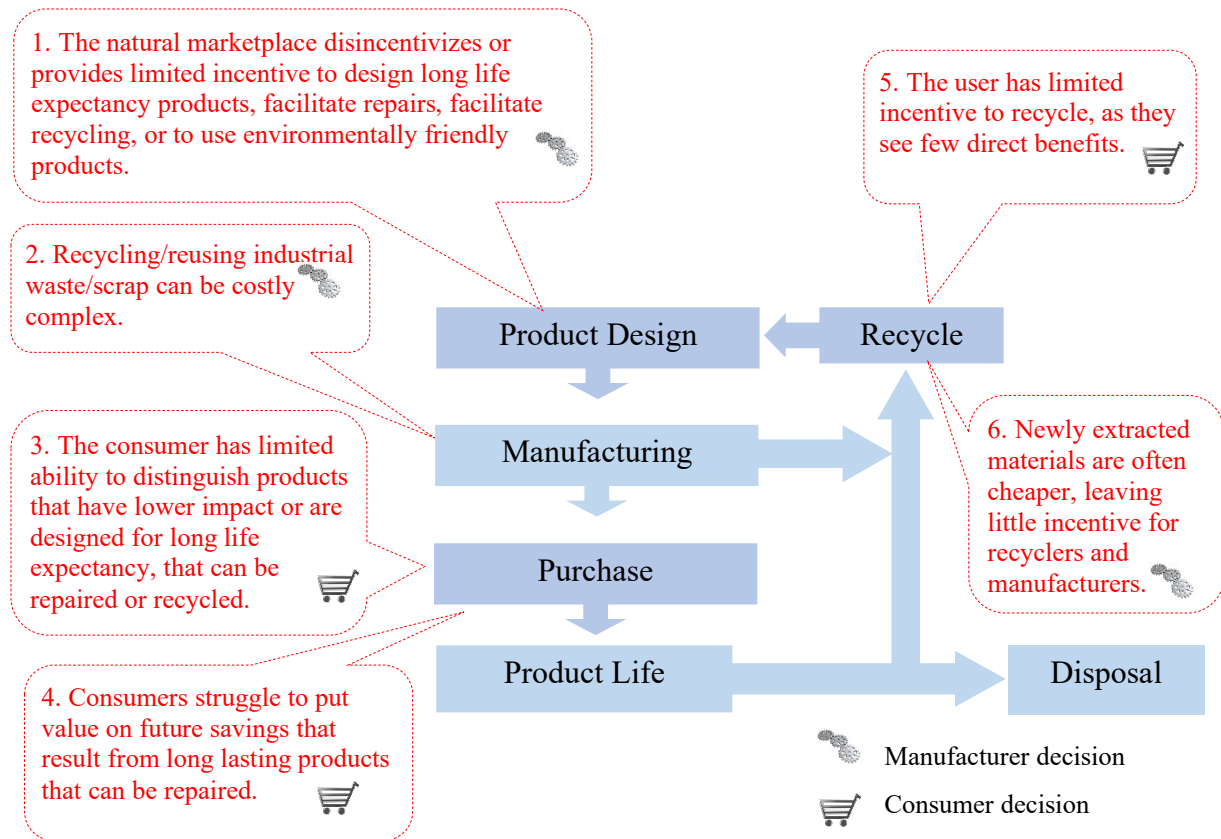 1. The natural marketplace disincentivizes or
provides limited incentive to design long life
expectancy products, facilitate repairs, facilitate
recycling, or to use environmentally friendly
products.
5. The user has limited
incentive to recycle, as they
see few direct benefits.
2. Recycling/reusing industrial
waste/scrap can be costly
complex.
Product Design
Recycle
3. The consumer has limited
ability to distinguish products
that have lower impact or are
designed for long life
expectancy, that can be
repaired or recycled.
Manufacturing
6. Newly extracted
materials are often
cheaper, leaving
little incentive for
recyclers and
manufacturers.
Purchase
4. Consumers struggle to put
value on future savings that
result from long lasting products
that can be repaired.
Product Life
Disposal
Manufacturer decision
Consumer decision